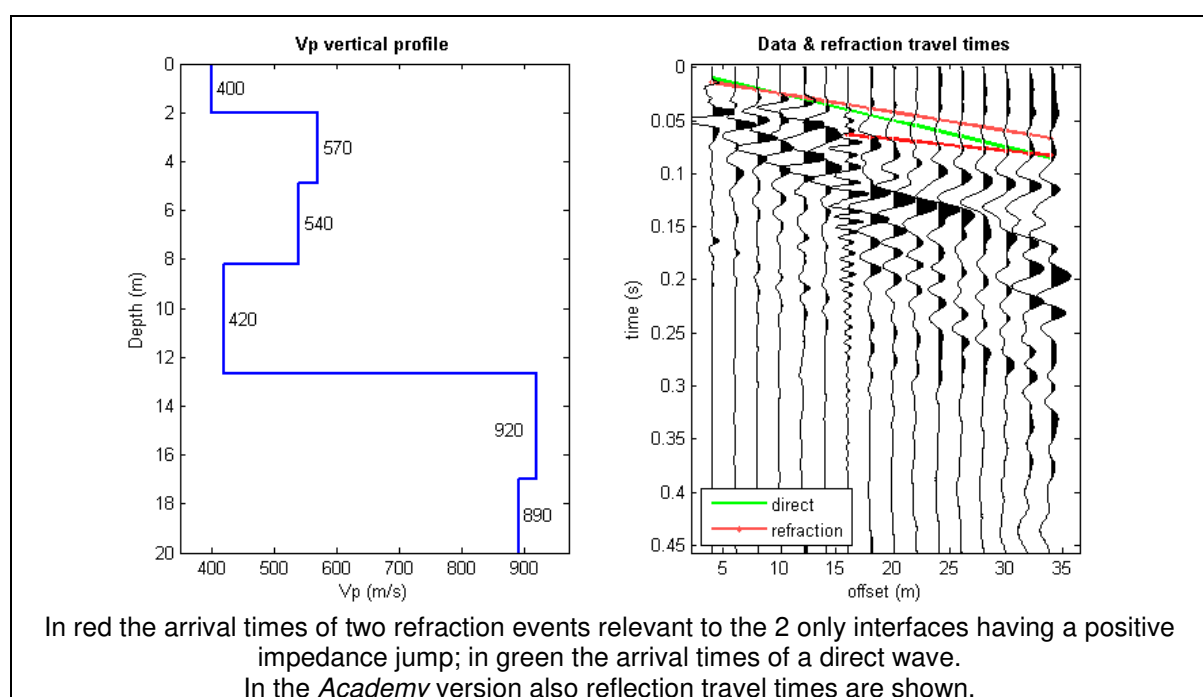 Vp vertical profile
0
2
4
6
8
10
12
14
16
18
20
Depth (m)
400
570
540
420
920
890
400 500 600 700 800 900
Vp (m/s)
Data & refraction travel times
0
0.05
0.1
0.15
0.2
0.25
0.3
0.35
0.4
0.45
time (s)
direct
refraction
5 10 15 20 25 30 35
offset (m)
In red the arrival times of two refraction events relevant to the 2 only interfaces having a positive
impedance jump; in green the arrival times of a direct wave.
In the Academy version also reflection travel times are shown.